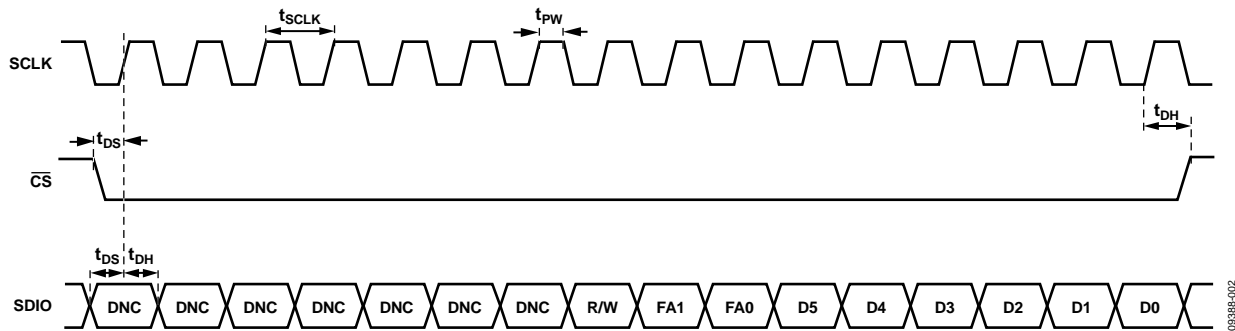 tSCLK
tPW
SCLK
tDH
tDS
CS
tDS tDH
SDIO DNC DNC DNC DNC DNC DNC DNC R/W FA1 FA0 D5 D4 D3 D2 D1 D0
09388-002